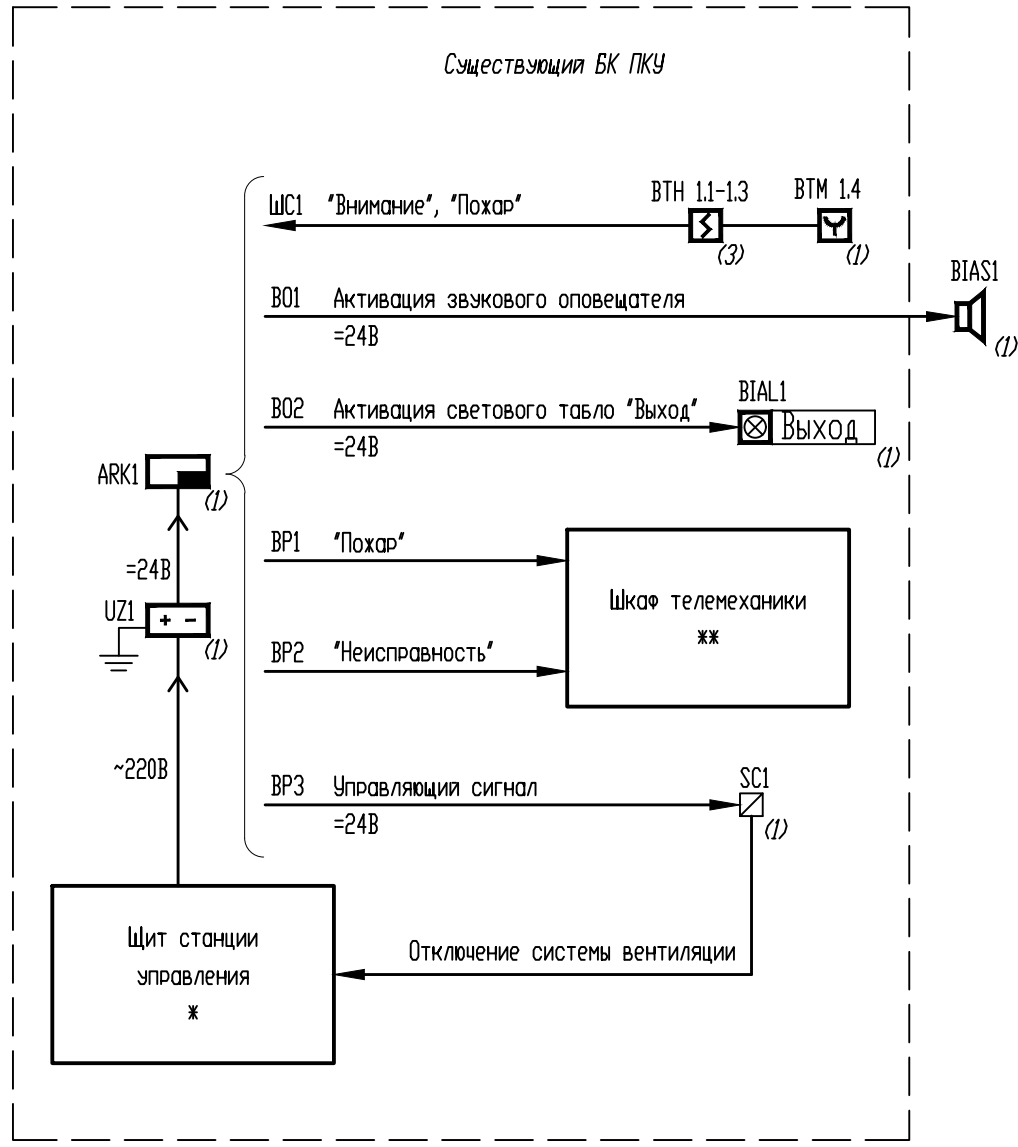 Существующий БК ПКУ
ШС1 "Внимание", "Пожар"
BTH 1.1-1.3
(3)
BTM 1.4
(1)
ВО1 Активация звукового оповещателя
=24В
BIAS1
(1)
ВО2 Активация светового табло "Выход"
=24В
BIAL1
Выход
(1)
ARK1
(1)
=24В
UZ1
+ -
(1)
~220В
ВР1 "Пожар"
ВР2 "Неисправность"
Шкаф телемеханики
**
ВР3 Управляющий сигнал
=24В
SC1
(1)
Отключение системы вентиляции
Щит станции
управления
*